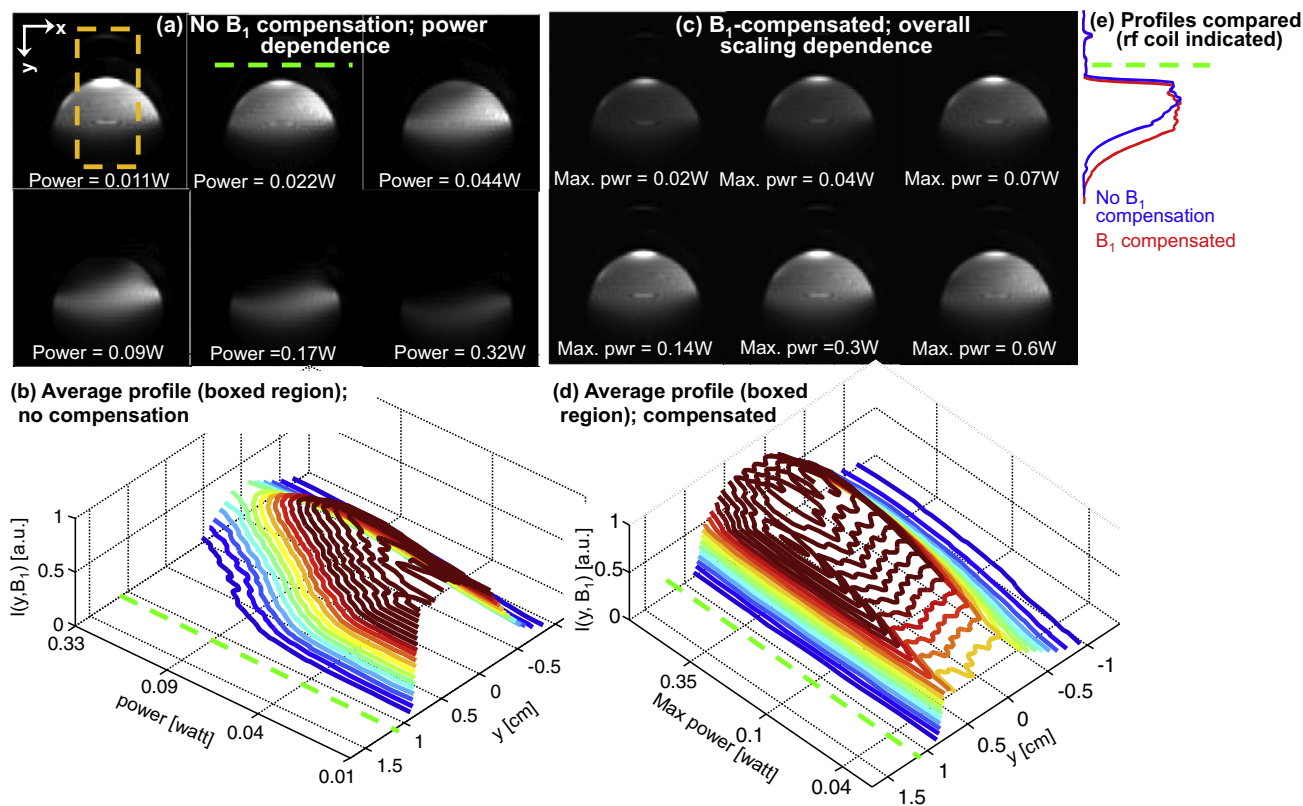 (a) No B₁ compensation; power
dependence
x
y
Power = 0.011W
Power = 0.022W
Power = 0.044W
Power = 0.09W
Power =0.17W
Power = 0.32W
(c) B₁-compensated; overall
scaling dependence
Max. pwr = 0.02W
Max. pwr = 0.04W
Max. pwr = 0.07W
Max. pwr = 0.14W
Max. pwr =0.3W
Max. pwr = 0.6W
(e) Profiles compared
(rf coil indicated)
No B₁
compensation
B₁ compensated
(b) Average profile (boxed region);
no compensation
I(y,B₁) [a.u.]
1
0.5
0
0.33
0.09
0.04
0.01
power [watt]
1.5
1
0.5
0
-0.5
y [cm]
(d) Average profile (boxed
region); compensated
I(y, B₁) [a.u.]
1
0.5
0
0.35
0.1
0.04
Max power [watt]
1.5
1
0.5
0
-0.5
-1
y [cm]